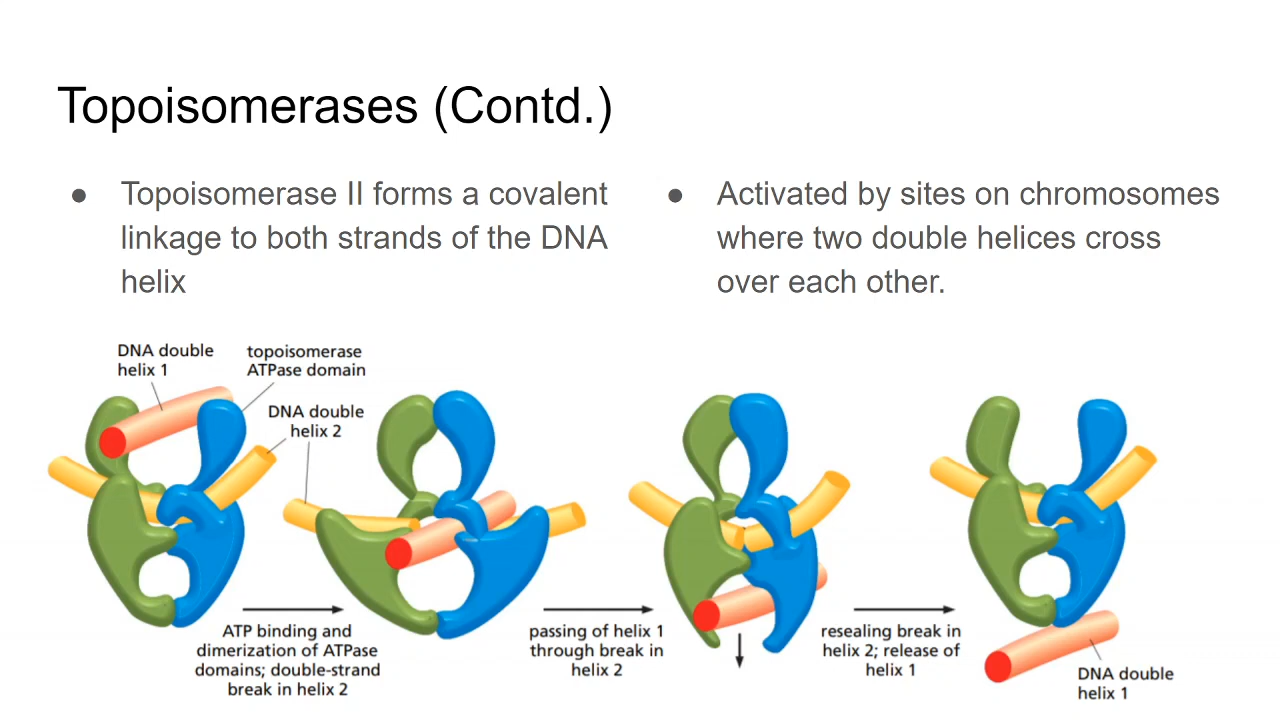 Topoisomerases (Contd.)
● Topoisomerase II forms a covalent
linkage to both strands of the DNA
helix
● Activated by sites on chromosomes
where two double helices cross
over each other.
DNA double
helix 1
topoisomerase
ATPase domain
DNA double
helix 2
ATP binding and
dimerization of ATPase
domains; double-strand
break in helix 2
passing of helix 1
through break in
helix 2
resealing break in
helix 2; release of
helix 1
DNA double
helix 1